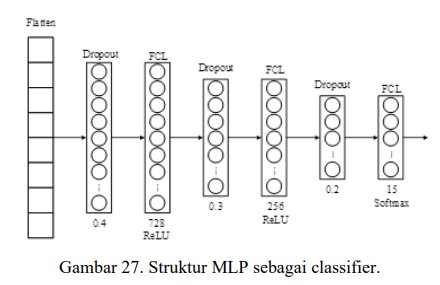 Flatten
Dropout
FCL
Dropout
FCL
Dropout
FCL
0.4
728
ReLU
0.3
256
ReLU
0.2
15
Softmax
Gambar 27. Struktur MLP sebagai classifier.